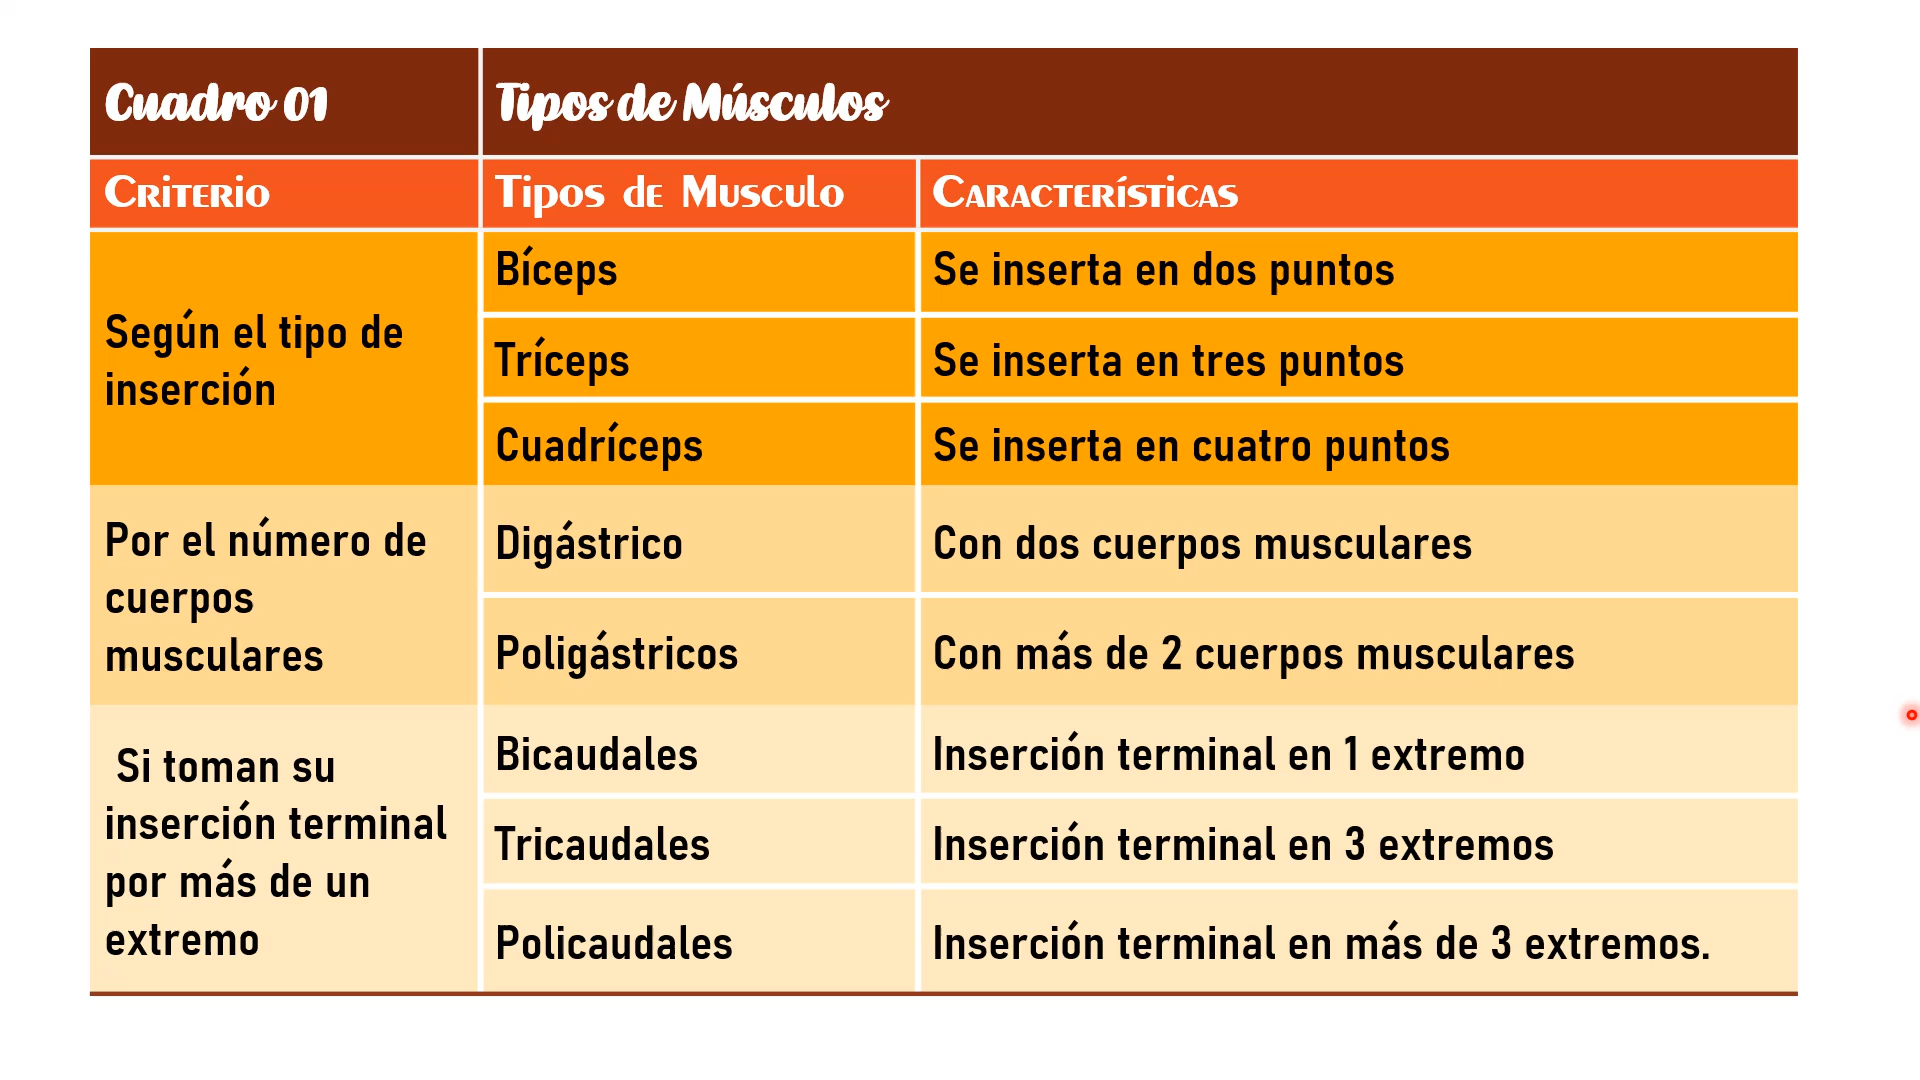 Cuadro 01
Tipos de Músculos
Criterio
Tipos de Musculo
Características
Según el tipo de
inserción
Bíceps
Se inserta en dos puntos
Tríceps
Se inserta en tres puntos
Cuadríceps
Se inserta en cuatro puntos
Por el número de
cuerpos
musculares
Digástrico
Con dos cuerpos musculares
Poligástricos
Con más de 2 cuerpos musculares
Si toman su
inserción terminal
por más de un
extremo
Bicaudales
Inserción terminal en 1 extremo
Tricaudales
Inserción terminal en 3 extremos
Policaudales
Inserción terminal en más de 3 extremos.